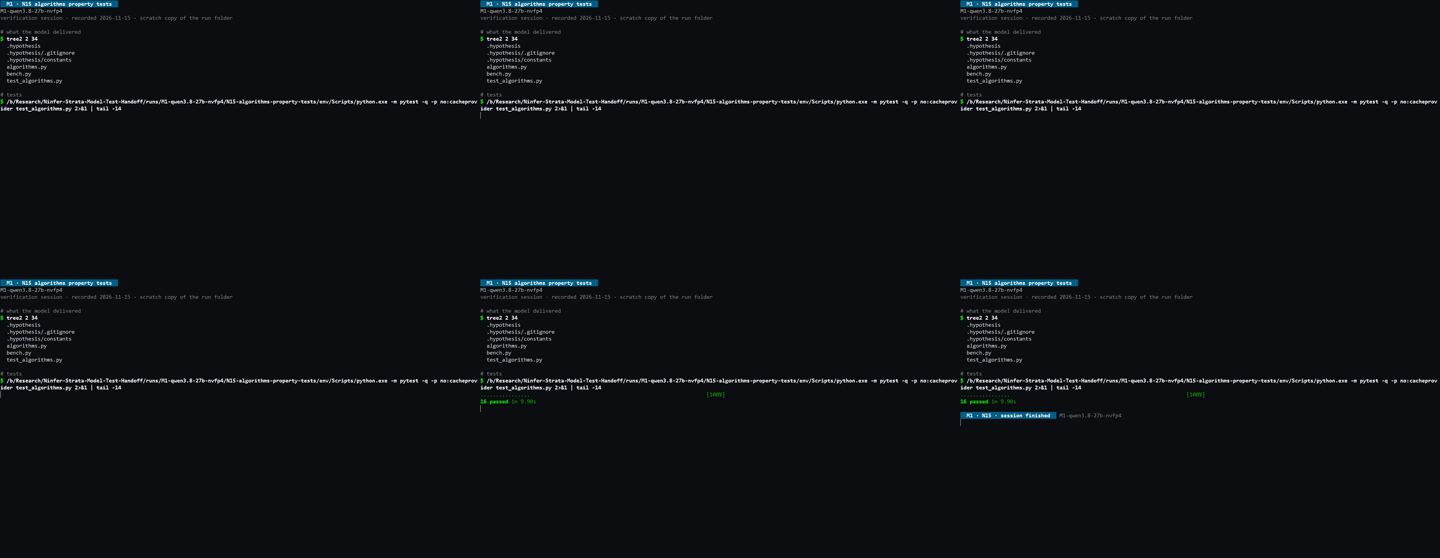 M1 · N15 algorithms property tests
M1-qwen3.8-27b-nvfp4
verification session · recorded 2026-11-15 · scratch copy of the run folder
# what the model delivered
$ tree2 2 34
.hypothesis
.hypothesis/.gitignore
.hypothesis/constants
algorithms.py
bench.py
test_algorithms.py
# tests
$ /b/Research/Ninfer-Strata-Model-Test-Handoff/runs/M1-qwen3.8-27b-nvfp4/N15-algorithms-property-tests/env/Scripts/python.exe -m pytest -q -p no:cacheprov
ider test_algorithms.py 2>&1 | tail -14
M1 · N15 algorithms property tests
M1-qwen3.8-27b-nvfp4
verification session · recorded 2026-11-15 · scratch copy of the run folder
# what the model delivered
$ tree2 2 34
.hypothesis
.hypothesis/.gitignore
.hypothesis/constants
algorithms.py
bench.py
test_algorithms.py
# tests
$ /b/Research/Ninfer-Strata-Model-Test-Handoff/runs/M1-qwen3.8-27b-nvfp4/N15-algorithms-property-tests/env/Scripts/python.exe -m pytest -q -p no:cacheprov
ider test_algorithms.py 2>&1 | tail -14
M1 · N15 algorithms property tests
M1-qwen3.8-27b-nvfp4
verification session · recorded 2026-11-15 · scratch copy of the run folder
# what the model delivered
$ tree2 2 34
.hypothesis
.hypothesis/.gitignore
.hypothesis/constants
algorithms.py
bench.py
test_algorithms.py
# tests
$ /b/Research/Ninfer-Strata-Model-Test-Handoff/runs/M1-qwen3.8-27b-nvfp4/N15-algorithms-property-tests/env/Scripts/python.exe -m pytest -q -p no:cacheprov
ider test_algorithms.py 2>&1 | tail -14
M1 · N15 algorithms property tests
M1-qwen3.8-27b-nvfp4
verification session · recorded 2026-11-15 · scratch copy of the run folder
# what the model delivered
$ tree2 2 34
.hypothesis
.hypothesis/.gitignore
.hypothesis/constants
algorithms.py
bench.py
test_algorithms.py
# tests
$ /b/Research/Ninfer-Strata-Model-Test-Handoff/runs/M1-qwen3.8-27b-nvfp4/N15-algorithms-property-tests/env/Scripts/python.exe -m pytest -q -p no:cacheprov
ider test_algorithms.py 2>&1 | tail -14
M1 · N15 algorithms property tests
M1-qwen3.8-27b-nvfp4
verification session · recorded 2026-11-15 · scratch copy of the run folder
# what the model delivered
$ tree2 2 34
.hypothesis
.hypothesis/.gitignore
.hypothesis/constants
algorithms.py
bench.py
test_algorithms.py
# tests
$ /b/Research/Ninfer-Strata-Model-Test-Handoff/runs/M1-qwen3.8-27b-nvfp4/N15-algorithms-property-tests/env/Scripts/python.exe -m pytest -q -p no:cacheprov
ider test_algorithms.py 2>&1 | tail -14
................ [100%]
16 passed in 9.90s
M1 · N15 algorithms property tests
M1-qwen3.8-27b-nvfp4
verification session · recorded 2026-11-15 · scratch copy of the run folder
# what the model delivered
$ tree2 2 34
.hypothesis
.hypothesis/.gitignore
.hypothesis/constants
algorithms.py
bench.py
test_algorithms.py
# tests
$ /b/Research/Ninfer-Strata-Model-Test-Handoff/runs/M1-qwen3.8-27b-nvfp4/N15-algorithms-property-tests/env/Scripts/python.exe -m pytest -q -p no:cacheprov
ider test_algorithms.py 2>&1 | tail -14
................ [100%]
16 passed in 9.90s
M1 · N15 · session finished M1-qwen3.8-27b-nvfp4